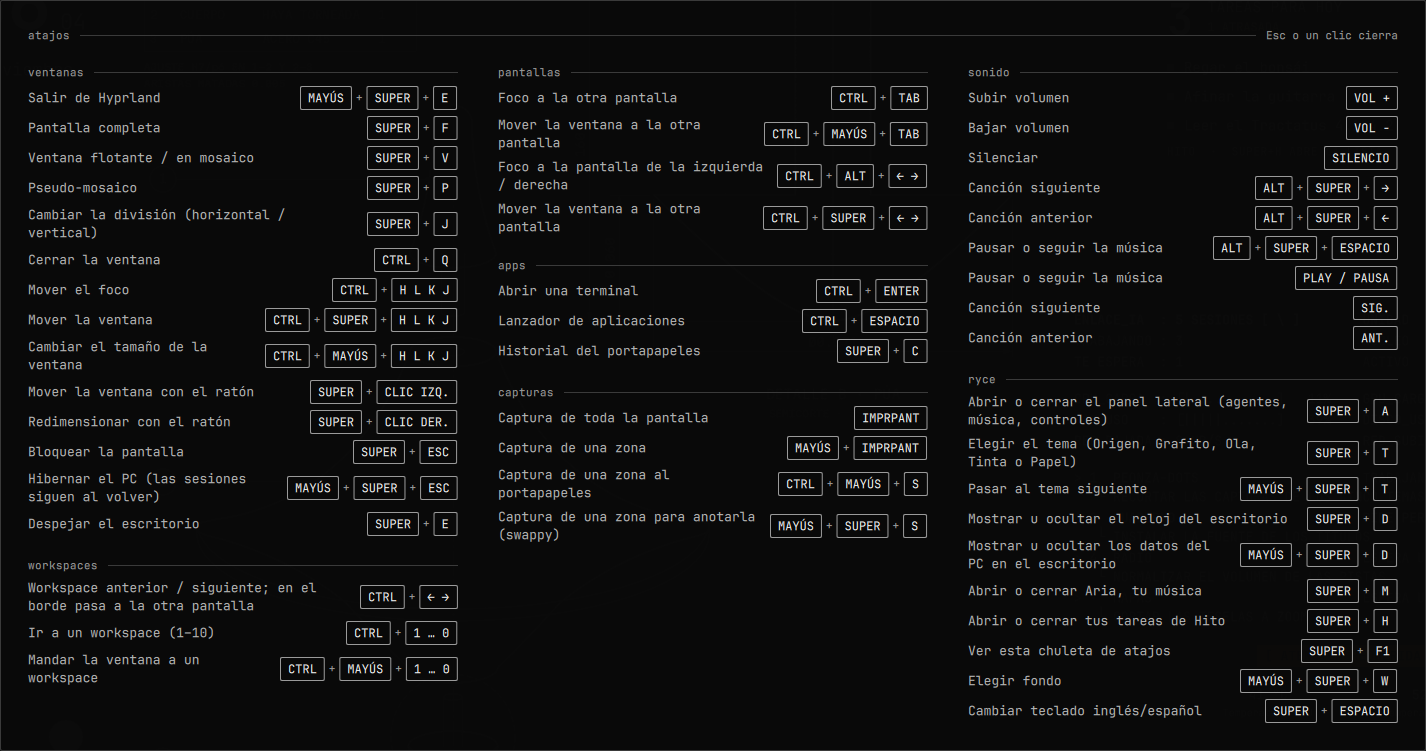 atajos Esc o un clic cierra
ventanas
Salir de Hyprland MAYÚS + SUPER + E
Pantalla completa SUPER + F
Ventana flotante / en mosaico SUPER + V
Pseudo-mosaico SUPER + P
Cambiar la división (horizontal /
vertical) SUPER + J
Cerrar la ventana CTRL + Q
Mover el foco CTRL + H L K J
Mover la ventana CTRL + SUPER + H L K J
Cambiar el tamaño de la
ventana CTRL + MAYÚS + H L K J
Mover la ventana con el ratón SUPER + CLIC IZQ.
Redimensionar con el ratón SUPER + CLIC DER.
Bloquear la pantalla SUPER + ESC
Hibernar el PC (las sesiones
siguen al volver) MAYÚS + SUPER + ESC
Despejar el escritorio SUPER + E
workspaces
Workspace anterior / siguiente; en el
borde pasa a la otra pantalla CTRL + ← →
Ir a un workspace (1–10) CTRL + 1 … 0
Mandar la ventana a un
workspace CTRL + MAYÚS + 1 … 0
pantallas
Foco a la otra pantalla CTRL + TAB
Mover la ventana a la otra
pantalla CTRL + MAYÚS + TAB
Foco a la pantalla de la izquierda
/ derecha CTRL + ALT + ← →
Mover la ventana a la otra
pantalla CTRL + SUPER + ← →
apps
Abrir una terminal CTRL + ENTER
Lanzador de aplicaciones CTRL + ESPACIO
Historial del portapapeles SUPER + C
capturas
Captura de toda la pantalla IMPRPANT
Captura de una zona MAYÚS + IMPRPANT
Captura de una zona al
portapapeles CTRL + MAYÚS + S
Captura de una zona para anotarla
(swappy) MAYÚS + SUPER + S
sonido
Subir volumen VOL +
Bajar volumen VOL -
Silenciar SILENCIO
Canción siguiente ALT + SUPER + →
Canción anterior ALT + SUPER + ←
Pausar o seguir la música ALT + SUPER + ESPACIO
Pausar o seguir la música PLAY / PAUSA
Canción siguiente SIG.
Canción anterior ANT.
ryce
Abrir o cerrar el panel lateral (agentes,
música, controles) SUPER + A
Elegir el tema (Origen, Grafito, Ola,
Tinta o Papel) SUPER + T
Pasar al tema siguiente MAYÚS + SUPER + T
Mostrar u ocultar el reloj del escritorio SUPER + D
Mostrar u ocultar los datos del
PC en el escritorio MAYÚS + SUPER + D
Abrir o cerrar Aria, tu música SUPER + M
Abrir o cerrar tus tareas de Hito SUPER + H
Ver esta chuleta de atajos SUPER + F1
Elegir fondo MAYÚS + SUPER + W
Cambiar teclado inglés/español SUPER + ESPACIO